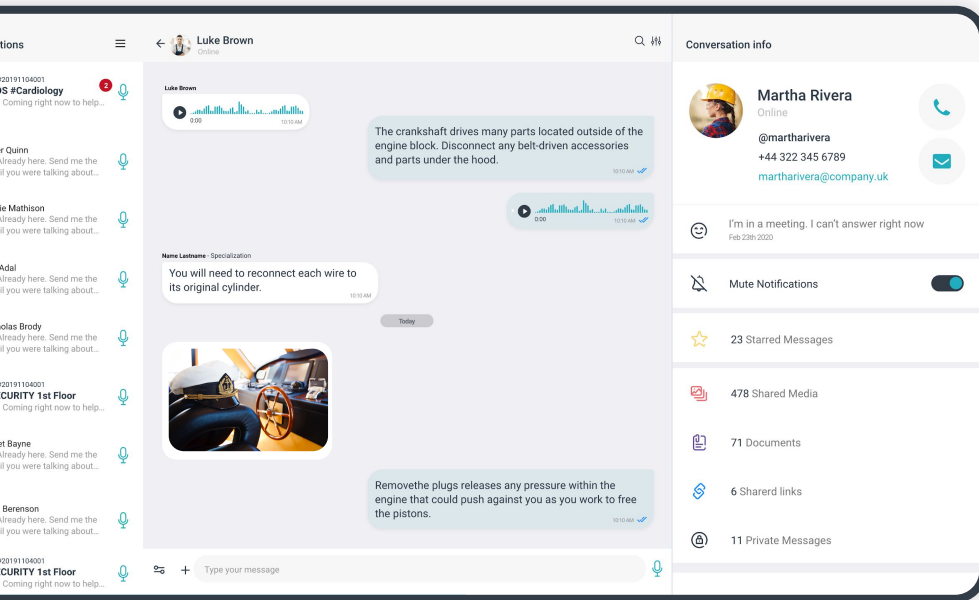 tions
#20191104001
OS #Cardiology
2
Coming right now to help...
er Quinn
Already here. Send me the
il you were talking about...
ie Mathison
Already here. Send me the
il you were talking about...
Adal
Already here. Send me the
il you were talking about...
holas Brody
Already here. Send me the
il you were talking about...
#20191104001
CURITY 1st Floor
Coming right now to help...
et Bayne
Already here. Send me the
il you were talking about...
Berenson
Already here. Send me the
il you were talking about...
#20191104001
CURITY 1st Floor
Coming right now to help...
Luke Brown
Online
Luke Brown
0:00
10:10 AM
The crankshaft drives many parts located outside of the
engine block. Disconnect any belt-driven accessories
and parts under the hood.
10:10 AM
0:00
10:10 AM
Name Lastname - Specialization
You will need to reconnect each wire to
its original cylinder.
10:10 AM
Today
Removethe plugs releases any pressure within the
engine that could push against you as you work to free
the pistons.
10:10 AM
Type your message
Conversation info
Martha Rivera
Online
@martharivera
+44 322 345 6789
martharivera@company.uk
I'm in a meeting. I can't answer right now
Feb 23th 2020
Mute Notifications
23 Starred Messages
478 Shared Media
71 Documents
6 Sharerd links
11 Private Messages